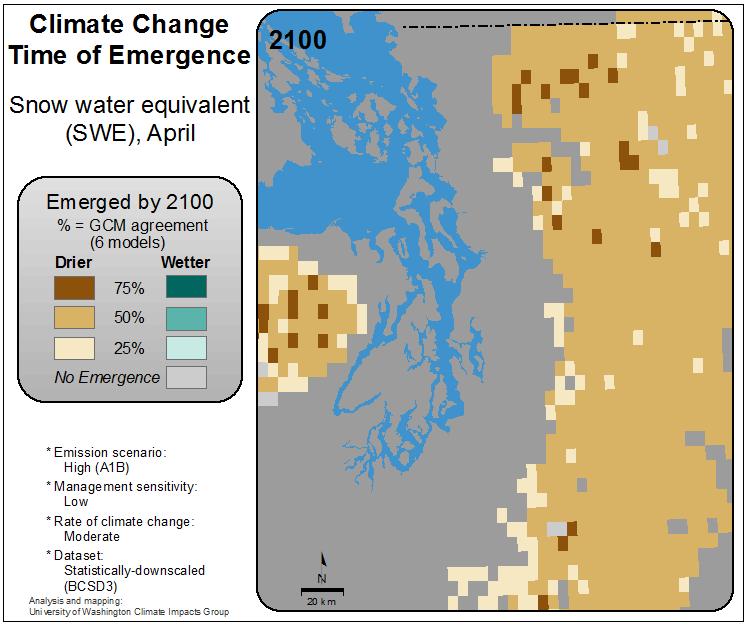 Climate Change
Time of Emergence
Snow water equivalent
(SWE), April
Emerged by 2100
% = GCM agreement
(6 models)
Drier Wetter
75%
50%
25%
No Emergence
* Emission scenario:
High (A1B)
* Management sensitivity:
Low
* Rate of climate change:
Moderate
* Dataset:
Statistically-downscaled
(BCSD3)
Analysis and mapping:
University of Washington Climate Impacts Group
2100
N
20 km